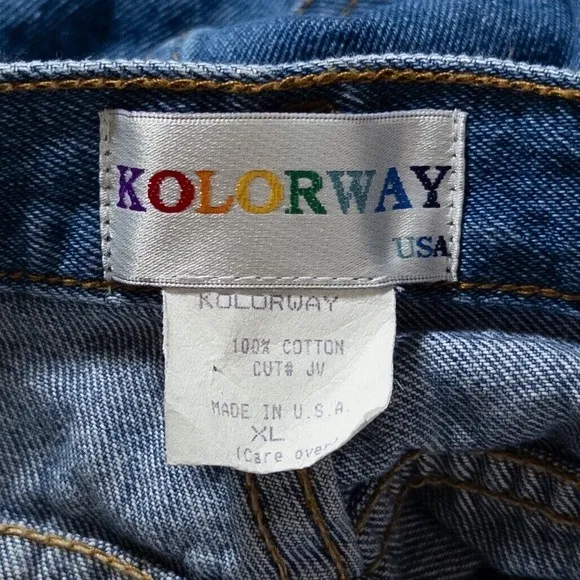 KOLORWAY
USA
KOLORWAY
100% COTTON
CUT# JV
MADE IN U.S.A.
XL
(Care over